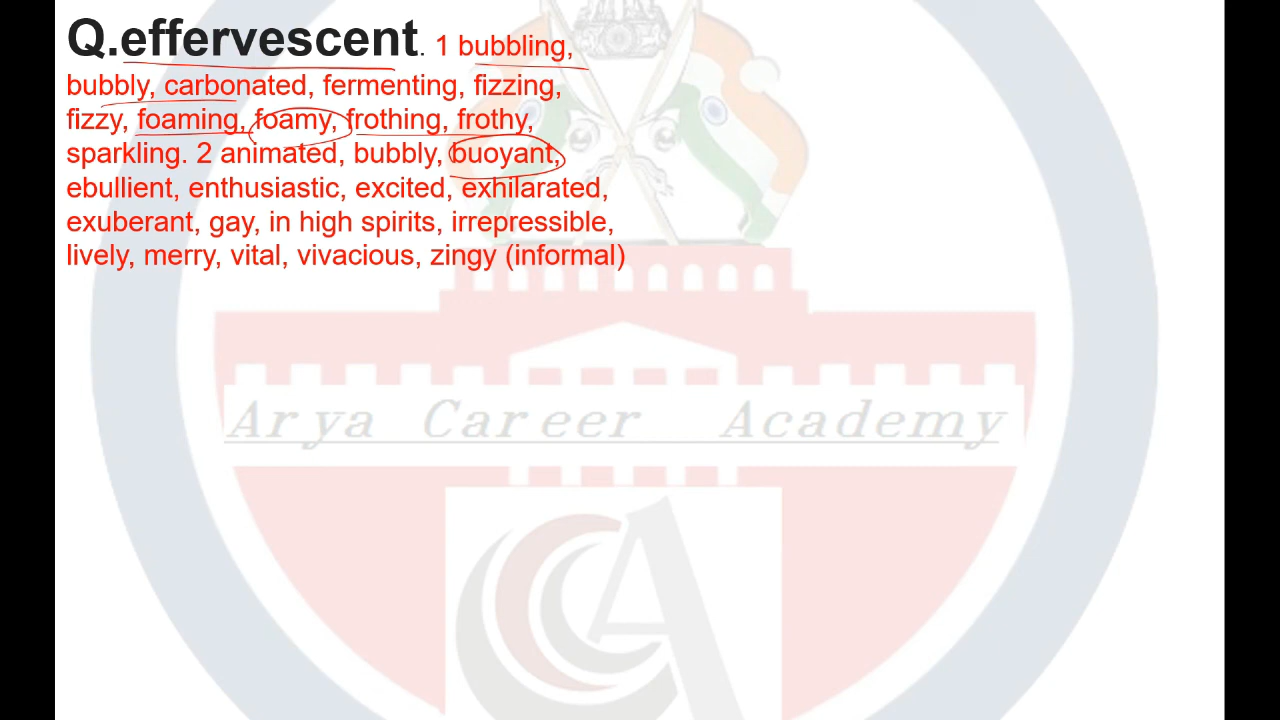 Q.effervescent. 1 bubbling,
bubbly, carbonated, fermenting, fizzing,
fizzy, foaming, foamy, frothing, frothy,
sparkling. 2 animated, bubbly, buoyant,
ebullient, enthusiastic, excited, exhilarated,
exuberant, gay, in high spirits, irrepressible,
lively, merry, vital, vivacious, zingy (informal)
Arya Career Academy